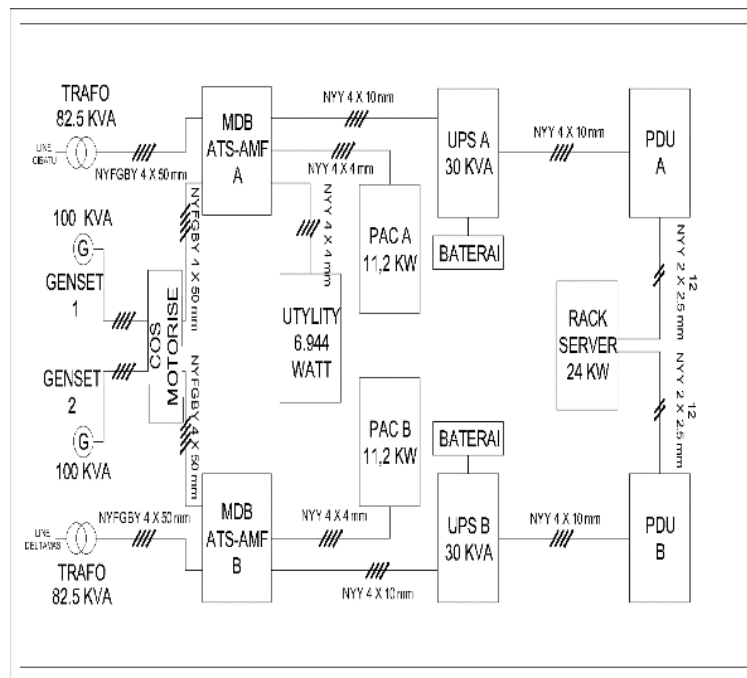 TRAFO
82.5 KVA
LINE
CIBATU
NYFGBY 4 X 50 mm
MDB
ATS-AMF
A
NYY 4 X 10 mm
NYY 4 X 4 mm
NYY 4 X 4 mm
UPS A
30 KVA
BATERAI
NYY 4 X 10 mm
PDU
A
NYFGBY 4 X 50 mm
100 KVA
G
GENSET
1
COS
MOTORISE
PAC A
11,2 KW
UTYLITY
6.944
WATT
12
NYY 2 X 2.5 mm
RACK
SERVER
24 KW
GENSET
2
G
100 KVA
NYFGBY 4 X 50 mm
PAC B
11,2 KW
BATERAI
12
NYY 2 X 2.5 mm
LINE
DELTAMAS
NYFGBY 4 X 50 mm
TRAFO
82.5 KVA
MDB
ATS-AMF
B
NYY 4 X 4 mm
NYY 4 X 10 mm
UPS B
30 KVA
NYY 4 X 10 mm
PDU
B